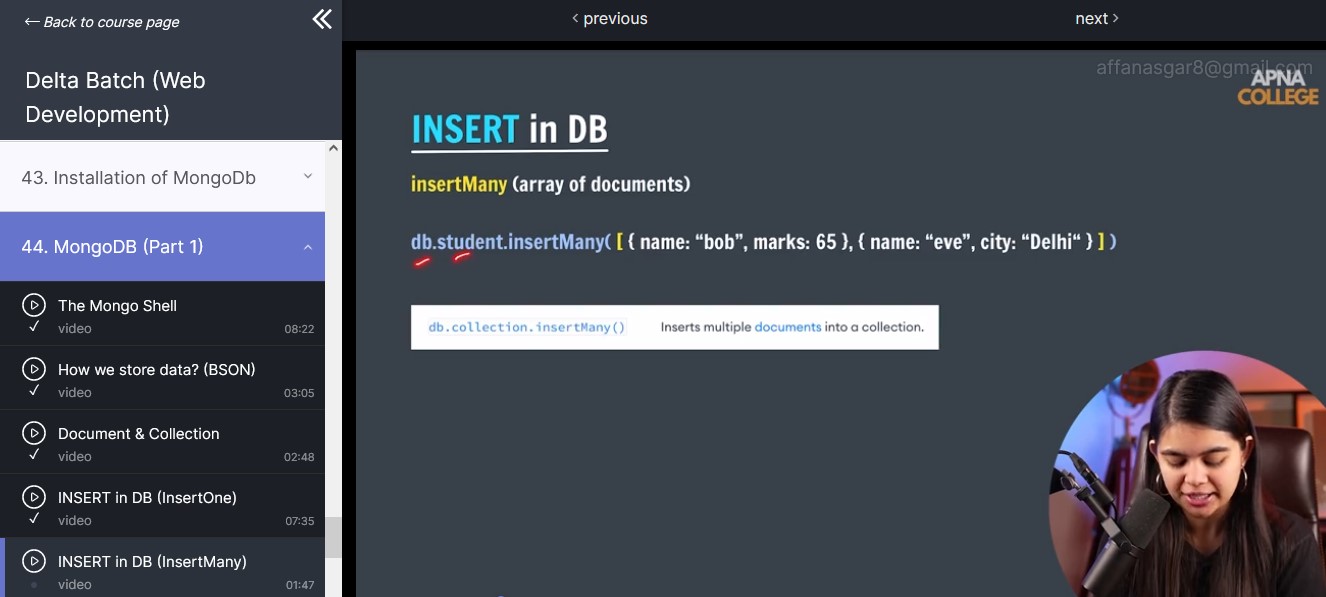 ← Back to course page
Delta Batch (Web
Development)
43. Installation of MongoDb
44. MongoDB (Part 1)
The Mongo Shell
video 08:22
How we store data? (BSON)
video 03:05
Document & Collection
video 02:48
INSERT in DB (InsertOne)
video 07:35
INSERT in DB (InsertMany)
video 01:47
‹ previous
next ›
affanasgar8@gmail.com
APNA
COLLEGE
INSERT in DB
insertMany (array of documents)
db.student.insertMany( [ { name: “bob”, marks: 65 }, { name: “eve”, city: “Delhi“ } ] )
db.collection.insertMany() Inserts multiple documents into a collection.